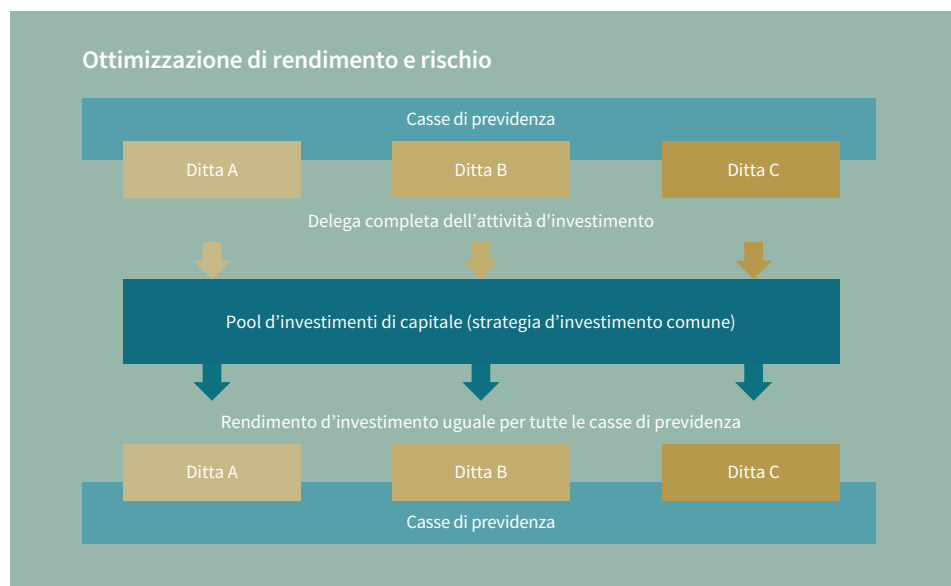 Ottimizzazione di rendimento e rischio
Casse di previdenza
Ditta A
Ditta B
Ditta C
Delega completa dell’attività d'investimento
Pool d’investimenti di capitale (strategia d’investimento comune)
Rendimento d’investimento uguale per tutte le casse di previdenza
Ditta A
Ditta B
Ditta C
Casse di previdenza